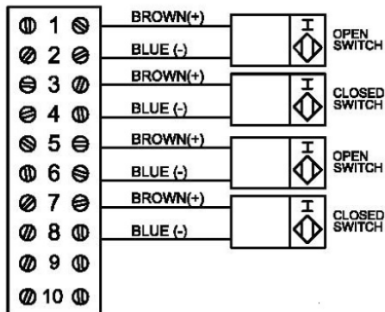 1 BROWN(+)
OPEN
SWITCH
2 BLUE (-)
3 BROWN(+)
CLOSED
SWITCH
4 BLUE (-)
5 BROWN(+)
OPEN
SWITCH
6 BLUE (-)
7 BROWN(+)
CLOSED
SWITCH
8 BLUE (-)
9
10